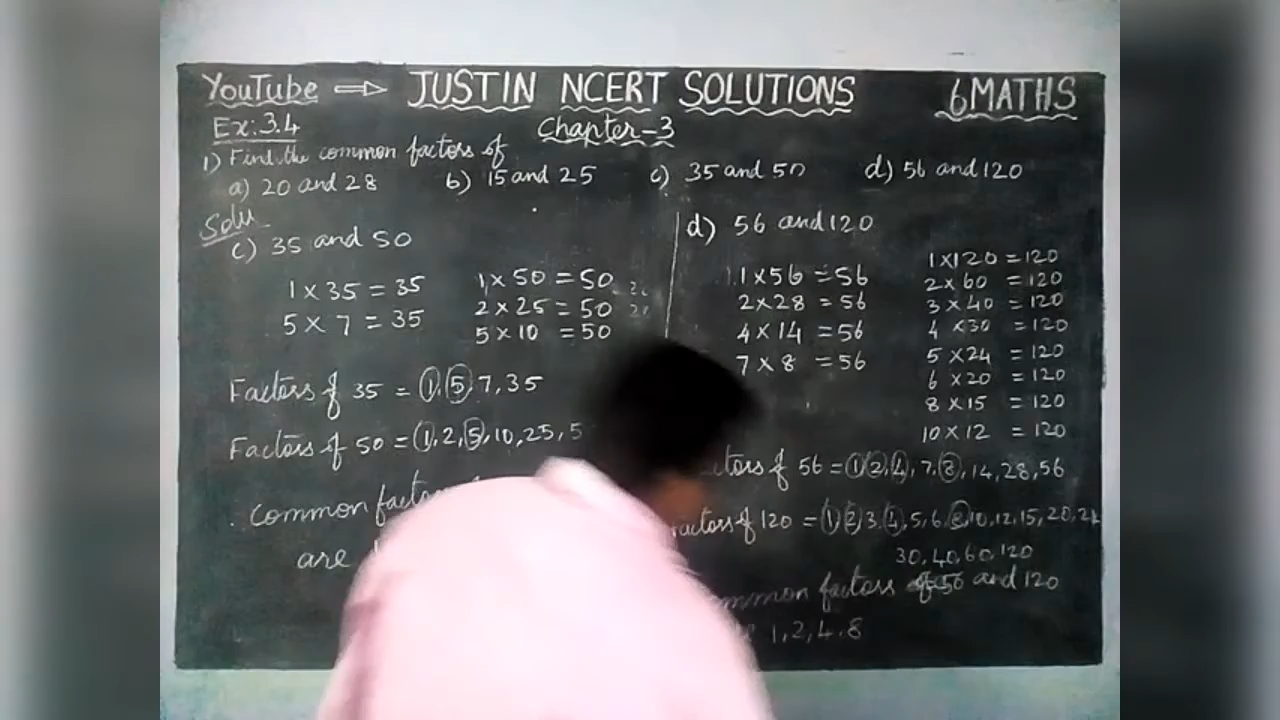 YouTube ⇒ JUSTIN NCERT SOLUTIONS 6 MATHS
Ex: 3.4 Chapter-3
1) Find the common factors of
a) 20 and 28 b) 15 and 25 c) 35 and 50 d) 56 and 120
Solu
c) 35 and 50
1 × 35 = 35
5 × 7 = 35
1 × 50 = 50
2 × 25 = 50
5 × 10 = 50
Factors of 35 = 1, 5, 7, 35
Factors of 50 = 1, 2, 5, 10, 25, 5
common fact
are
d) 56 and 120
1 × 56 = 56
2 × 28 = 56
4 × 14 = 56
7 × 8 = 56
1 × 120 = 120
2 × 60 = 120
3 × 40 = 120
4 × 30 = 120
5 × 24 = 120
6 × 20 = 120
8 × 15 = 120
10 × 12 = 120
ctors of 56 = 1, 2, 4, 7, 8, 14, 28, 56
Factors of 120 = 1, 2, 3, 4, 5, 6, 8, 10, 12, 15, 20, 24
30, 40, 60, 120
mmon factors of 56 and 120
1, 2, 4, 8